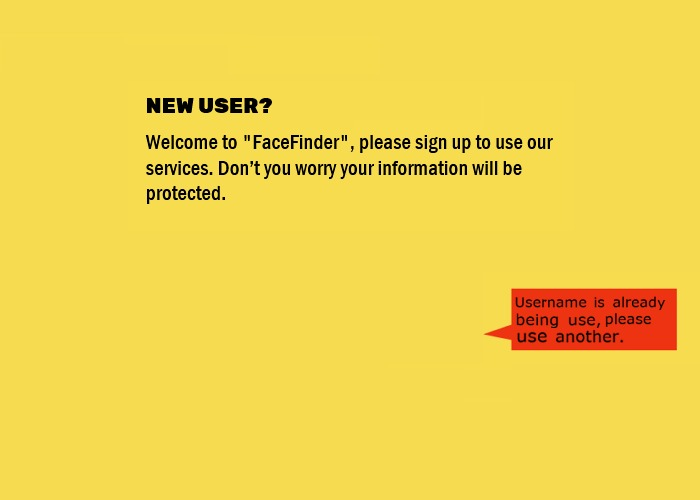 NEW USER?
Welcome to "FaceFinder", please sign up to use our
services. Don’t you worry your information will be
protected.
Username is already
being use, please
use another.